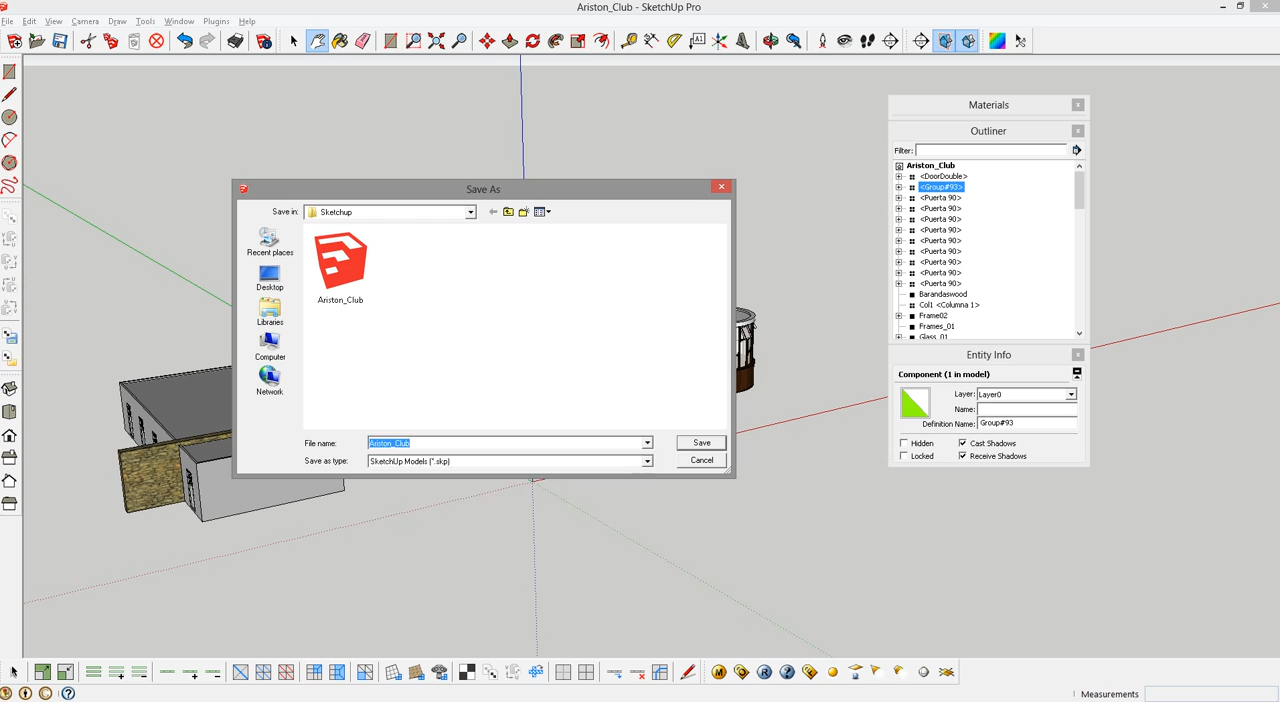 Ariston_Club - SketchUp Pro
File Edit View Camera Draw Tools Window Plugins Help
Materials
Outliner
Filter:
Ariston_Club
<DoorDouble>
<Group#93>
<Puerta 90>
<Puerta 90>
<Puerta 90>
<Puerta 90>
<Puerta 90>
<Puerta 90>
<Puerta 90>
<Puerta 90>
<Puerta 90>
Barandaswood
Col1 <Columna 1>
Frame02
Frames_01
Glass_01
Entity Info
Component (1 in model)
Layer: Layer0
Name:
Definition Name: Group#93
Hidden Cast Shadows
Locked Receive Shadows
Save As
Save in: Sketchup
Recent places
Desktop
Libraries
Computer
Network
Ariston_Club
File name: Ariston_Club Save
Save as type: SketchUp Models (*.skp) Cancel
Measurements